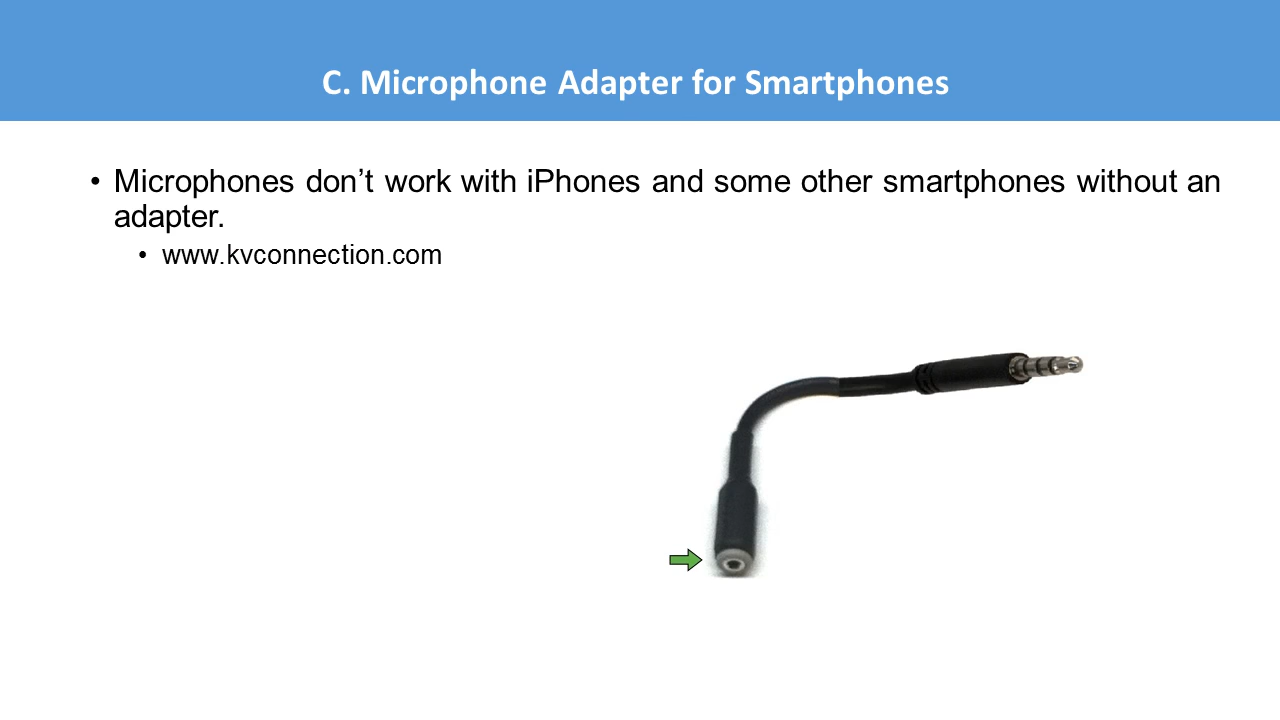 C. Microphone Adapter for Smartphones
• Microphones don’t work with iPhones and some other smartphones without an
adapter.
• www.kvconnection.com